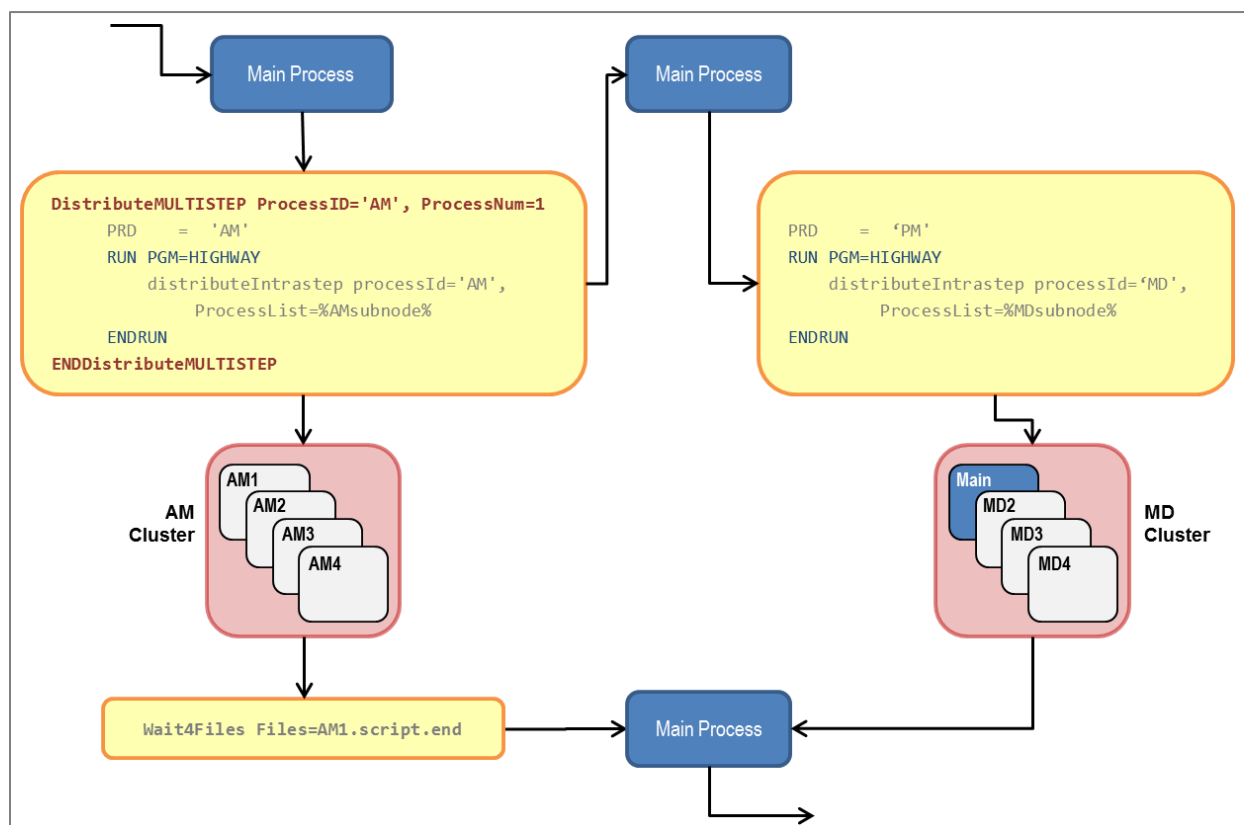 Main Process
Main Process
DistributeMULTISTEP ProcessID='AM', ProcessNum=1
PRD    =  'AM'
RUN PGM=HIGHWAY
distributeIntrastep processId='AM',
ProcessList=%AMsubnode%
ENDRUN
ENDDistributeMULTISTEP
PRD    =  ‘PM'
RUN PGM=HIGHWAY
distributeIntrastep processId=‘MD',
ProcessList=%MDsubnode%
ENDRUN
AM
Cluster
AM1
AM2
AM3
AM4
Main
MD2
MD3
MD4
MD
Cluster
Wait4Files Files=AM1.script.end
Main Process